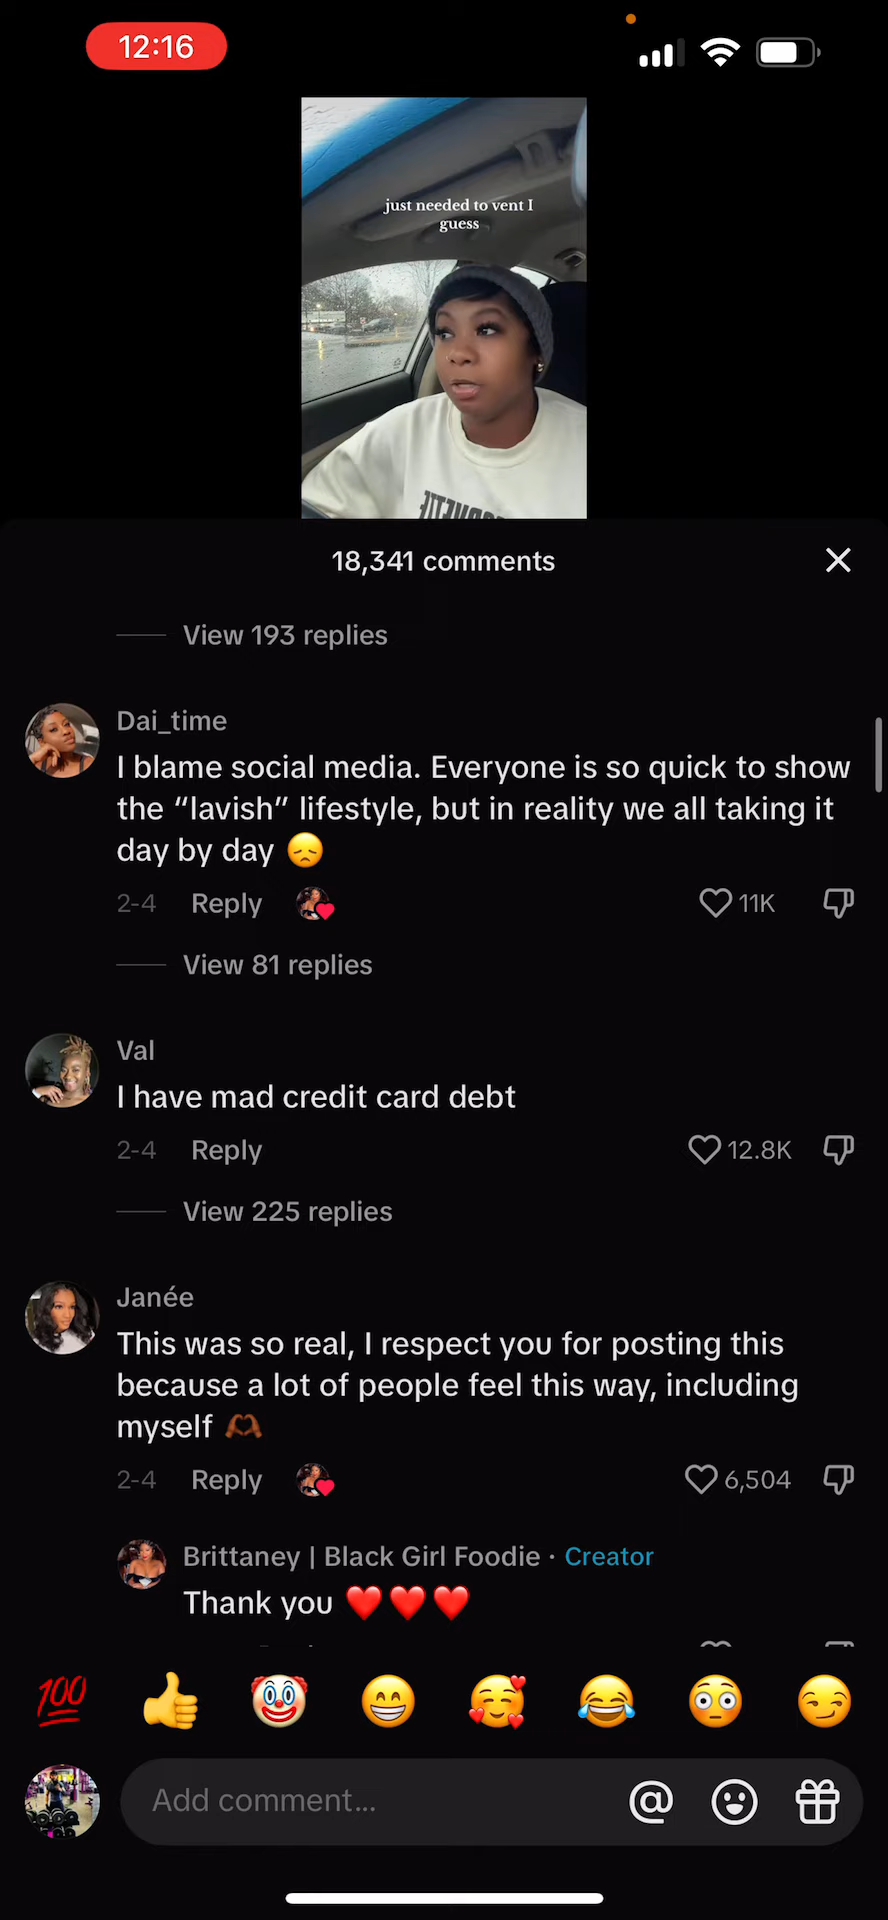 12:16
just needed to vent I
guess
18,341 comments
View 193 replies
Dai_time
I blame social media. Everyone is so quick to show
the “lavish” lifestyle, but in reality we all taking it
day by day 😞
2-4 Reply 11K
View 81 replies
Val
I have mad credit card debt
2-4 Reply 12.8K
View 225 replies
Janée
This was so real, I respect you for posting this
because a lot of people feel this way, including
myself 🫶🏾
2-4 Reply 6,504
Brittaney | Black Girl Foodie · Creator
Thank you ❤️❤️❤️
💯 👍 🤡 😁 🥰 😂 😳 😏
Add comment...